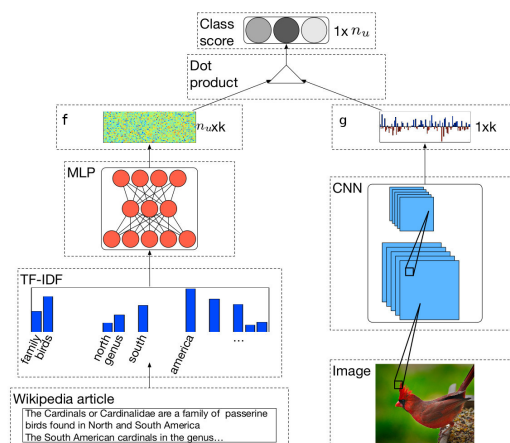 Class
score
1x nᵤ
Dot
product
f
nᵤxk
g
1xk
MLP
CNN
TF-IDF
family
birds
north
genus
south
america
...
Image
Wikipedia article
The Cardinals or Cardinalidae are a family of passerine
birds found in North and South America
The South American cardinals in the genus...